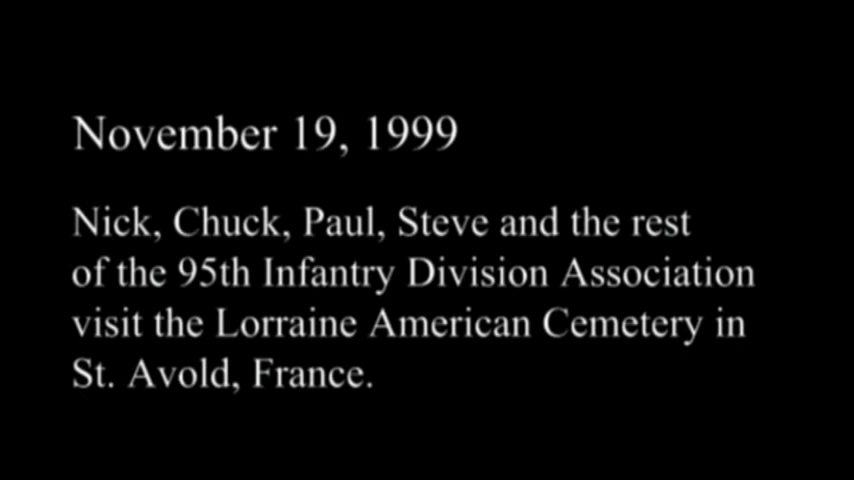 November 19, 1999
Nick, Chuck, Paul, Steve and the rest
of the 95th Infantry Division Association
visit the Lorraine American Cemetery in
St. Avold, France.